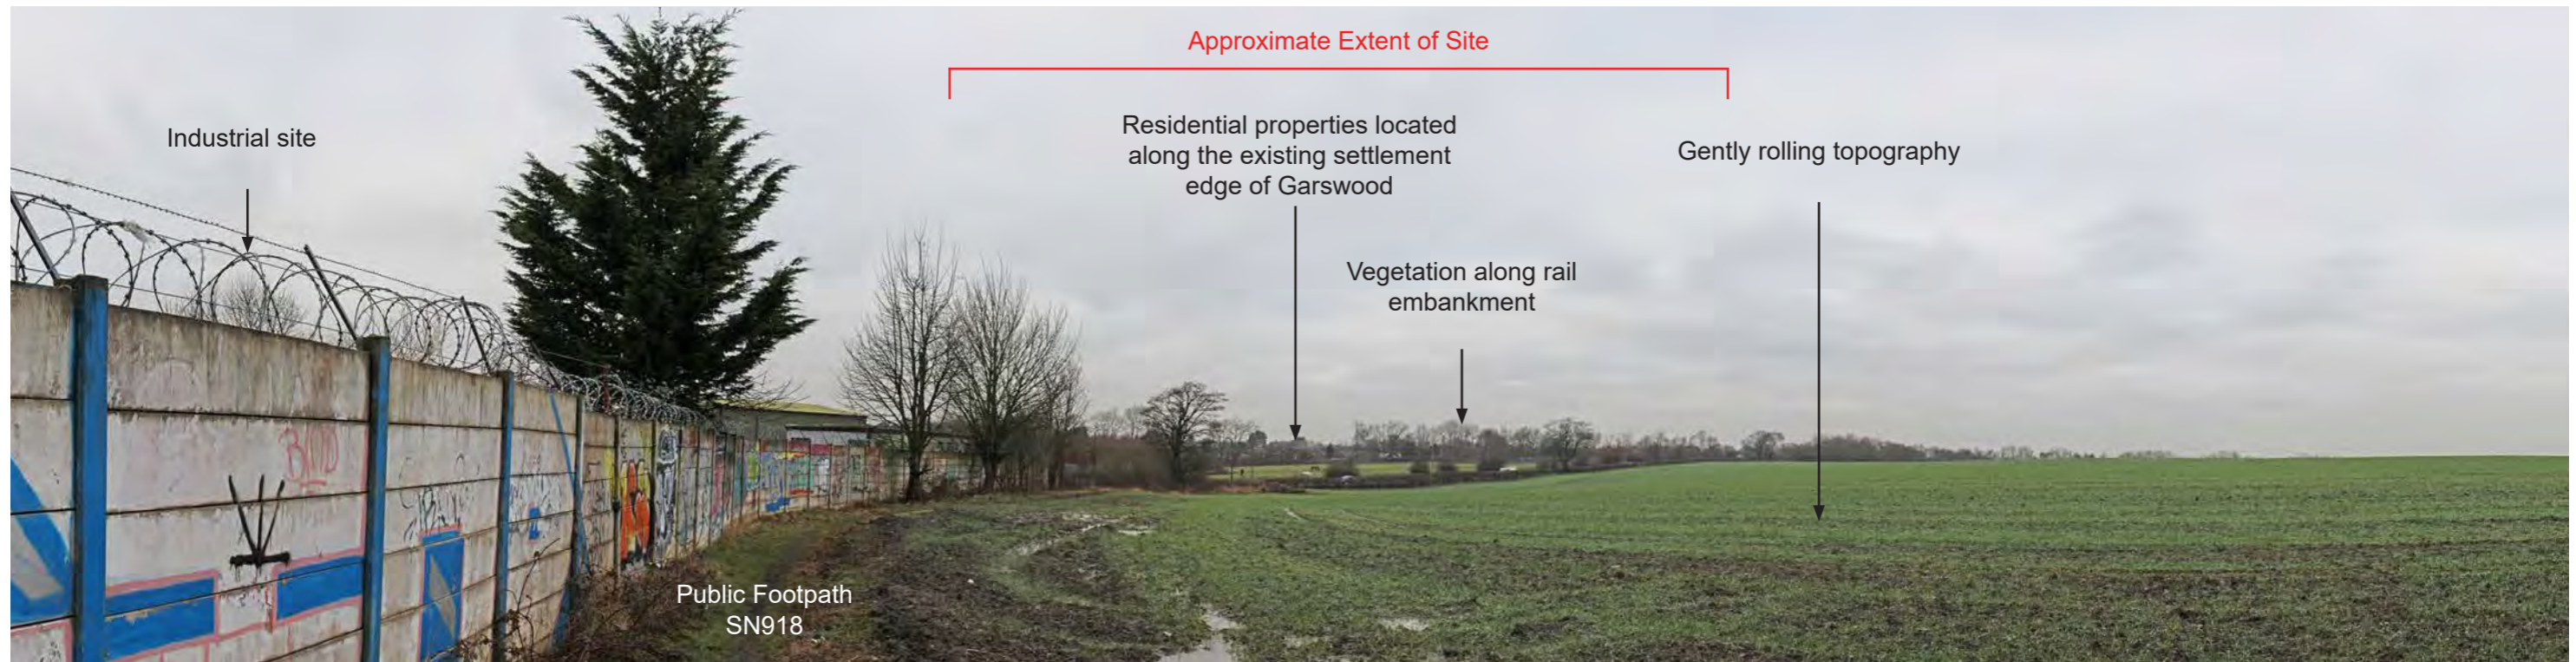 Approximate Extent of Site
Industrial site
Residential properties located
along the existing settlement
edge of Garswood
Gently rolling topography
Vegetation along rail
embankment
Public Footpath
SN918